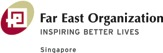 Far East Organization
INSPIRING BETTER LIVES
Singapore